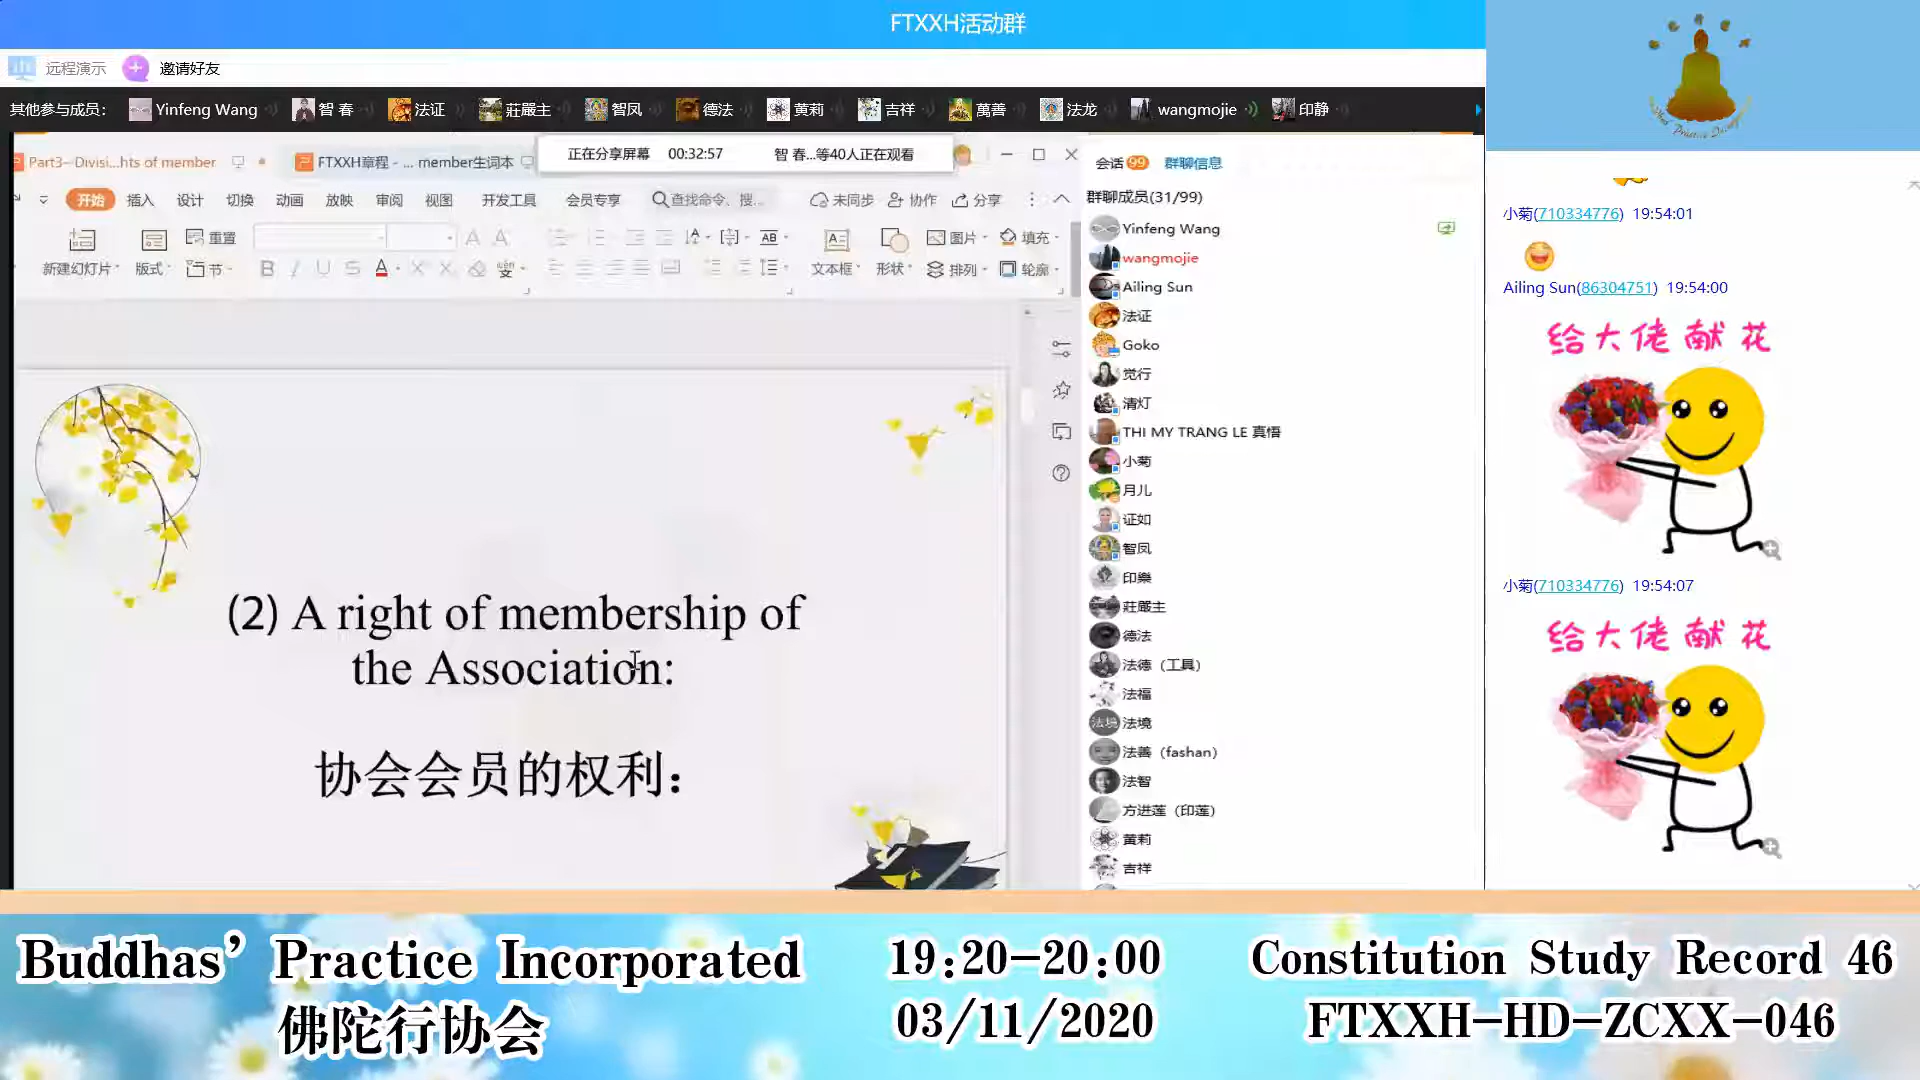 FTXXH活动群
远程演示 邀请好友
其他参与成员: Yinfeng Wang 智 春 法证 莊嚴主 智凤 德法 黄莉 吉祥 萬善 法龙 wangmojie 印静
Part3--Divisi...hts of member
FTXXH章程 - ... member生词本
正在分享屏幕 00:32:57 智 春...等40人正在观看
开始 插入 设计 切换 动画 放映 审阅 视图 开发工具 会员专享 查找命令、搜... 未同步 协作 分享
重置 图片 填充
新建幻灯片 版式 节 文本框 形状 排列 轮廓
(2) A right of membership of
the Association:
协会会员的权利:
会话 99 群聊信息
群聊成员(31/99)
Yinfeng Wang
wangmojie
Ailing Sun
法证
Goko
觉行
清灯
THI MY TRANG LE 真悟
小菊
月儿
证如
智凤
印樂
莊嚴主
德法
法德（工具）
法福
法境
法善（fashan）
法智
方进莲（印莲）
黄莉
吉祥
小菊(710334776) 19:54:01
Ailing Sun(86304751) 19:54:00
给大佬献花
小菊(710334776) 19:54:07
给大佬献花
Buddhas’ Practice Incorporated
佛陀行协会
19:20-20:00
03/11/2020
Constitution Study Record 46
FTXXH-HD-ZCXX-046